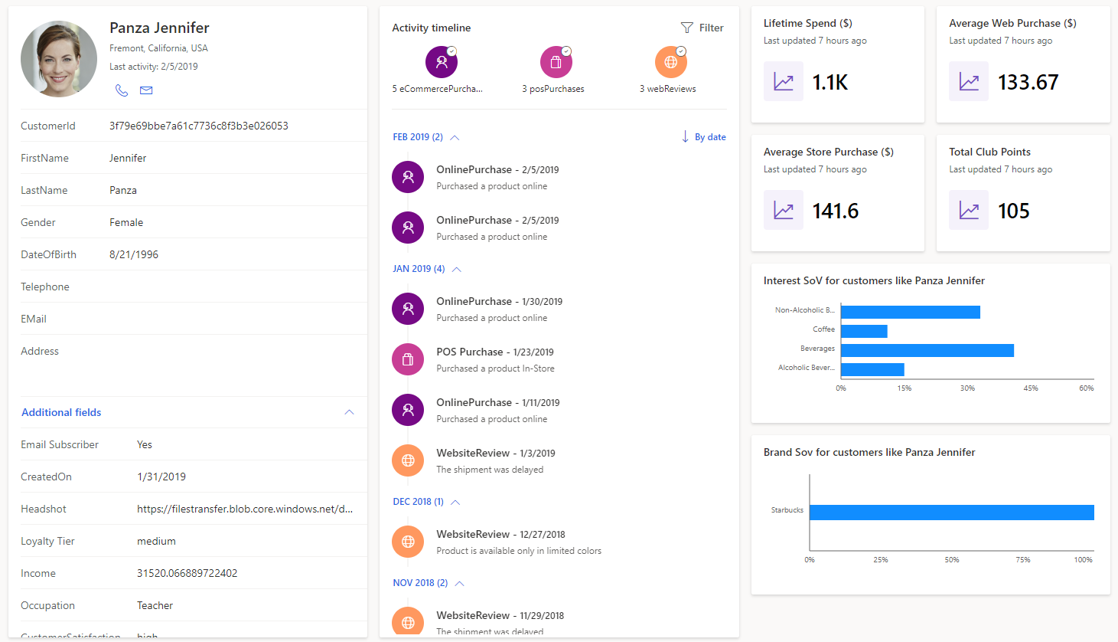 Panza Jennifer
Fremont, California, USA
Last activity: 2/5/2019
CustomerId 3f79e69bbe7a61c7736c8f3b3e026053
FirstName Jennifer
LastName Panza
Gender Female
DateOfBirth 8/21/1996
Telephone
EMail
Address
Additional fields
Email Subscriber Yes
CreatedOn 1/31/2019
Headshot https://filestransfer.blob.core.windows.net/d...
Loyalty Tier medium
Income 31520.066889722402
Occupation Teacher
CustomerSatisfaction high
Activity timeline
Filter
5 eCommercePurcha...
3 posPurchases
3 webReviews
FEB 2019 (2)
By date
OnlinePurchase - 2/5/2019
Purchased a product online
OnlinePurchase - 2/5/2019
Purchased a product online
JAN 2019 (4)
OnlinePurchase - 1/30/2019
Purchased a product online
POS Purchase - 1/23/2019
Purchased a product In-Store
OnlinePurchase - 1/11/2019
Purchased a product online
WebsiteReview - 1/3/2019
The shipment was delayed
DEC 2018 (1)
WebsiteReview - 12/27/2018
Product is available only in limited colors
NOV 2018 (2)
WebsiteReview - 11/29/2018
The shipment was delayed
Lifetime Spend ($)
Last updated 7 hours ago
1.1K
Average Web Purchase ($)
Last updated 7 hours ago
133.67
Average Store Purchase ($)
Last updated 7 hours ago
141.6
Total Club Points
Last updated 7 hours ago
105
Interest SoV for customers like Panza Jennifer
Non-Alcoholic B...
Coffee
Beverages
Alcoholic Bever...
0% 15% 30% 45% 60%
Brand Sov for customers like Panza Jennifer
Starbucks
0% 25% 50% 75% 100%